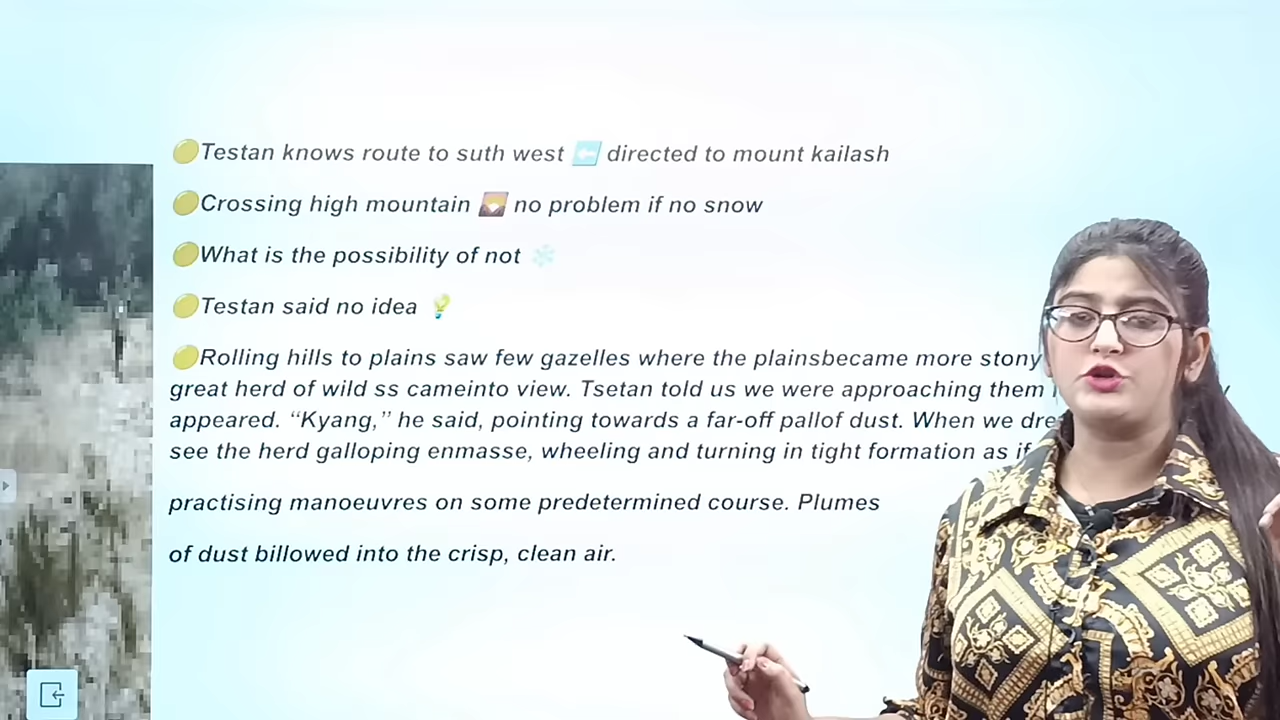 Testan knows route to suth west ⬅️ directed to mount kailash
Crossing high mountain 🌄 no problem if no snow
What is the possibility of not ❄️
Testan said no idea 💡
Rolling hills to plains saw few gazelles where the plainsbecame more stony
great herd of wild ss cameinto view. Tsetan told us we were approaching them
appeared. “Kyang,” he said, pointing towards a far-off pallof dust. When we
see the herd galloping enmasse, wheeling and turning in tight formation as if
practising manoeuvres on some predetermined course. Plumes
of dust billowed into the crisp, clean air.